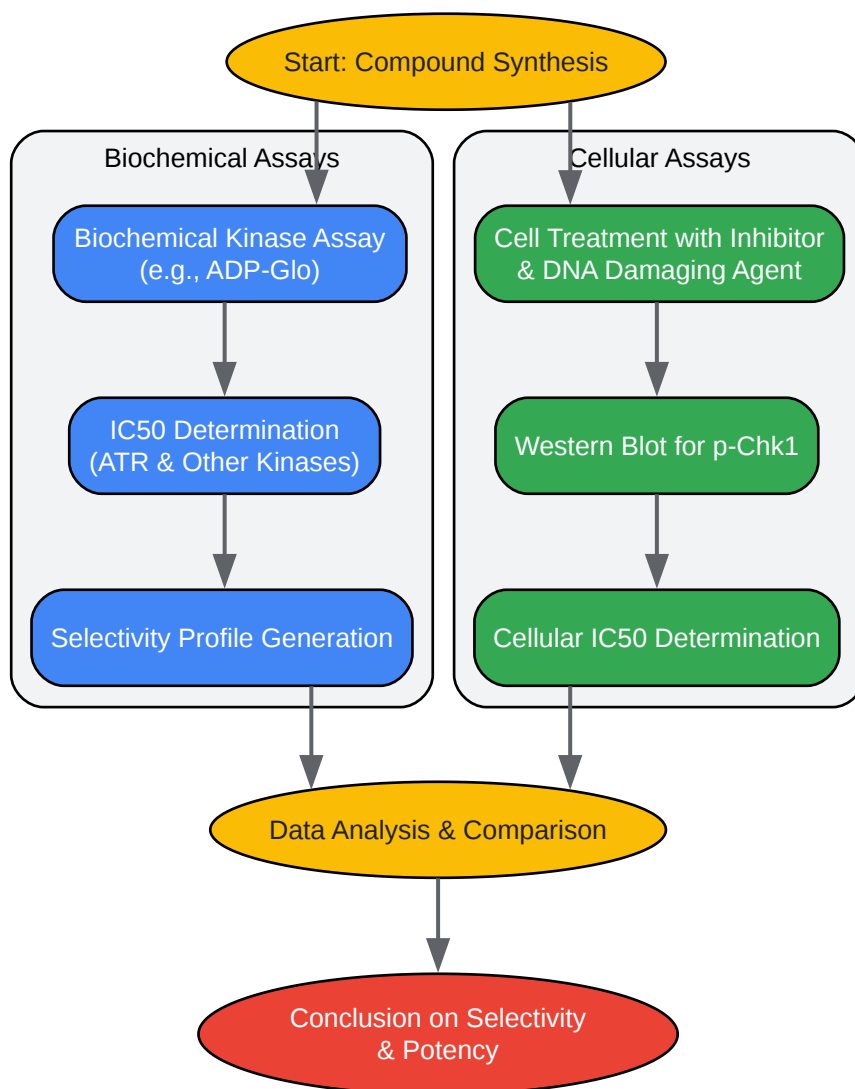 Start: Compound Synthesis
Biochemical Assays
Biochemical Kinase Assay
(e.g., ADP-Glo)
IC50 Determination
(ATR & Other Kinases)
Selectivity Profile Generation
Cellular Assays
Cell Treatment with Inhibitor
& DNA Damaging Agent
Western Blot for p-Chk1
Cellular IC50 Determination
Data Analysis & Comparison
Conclusion on Selectivity
& Potency